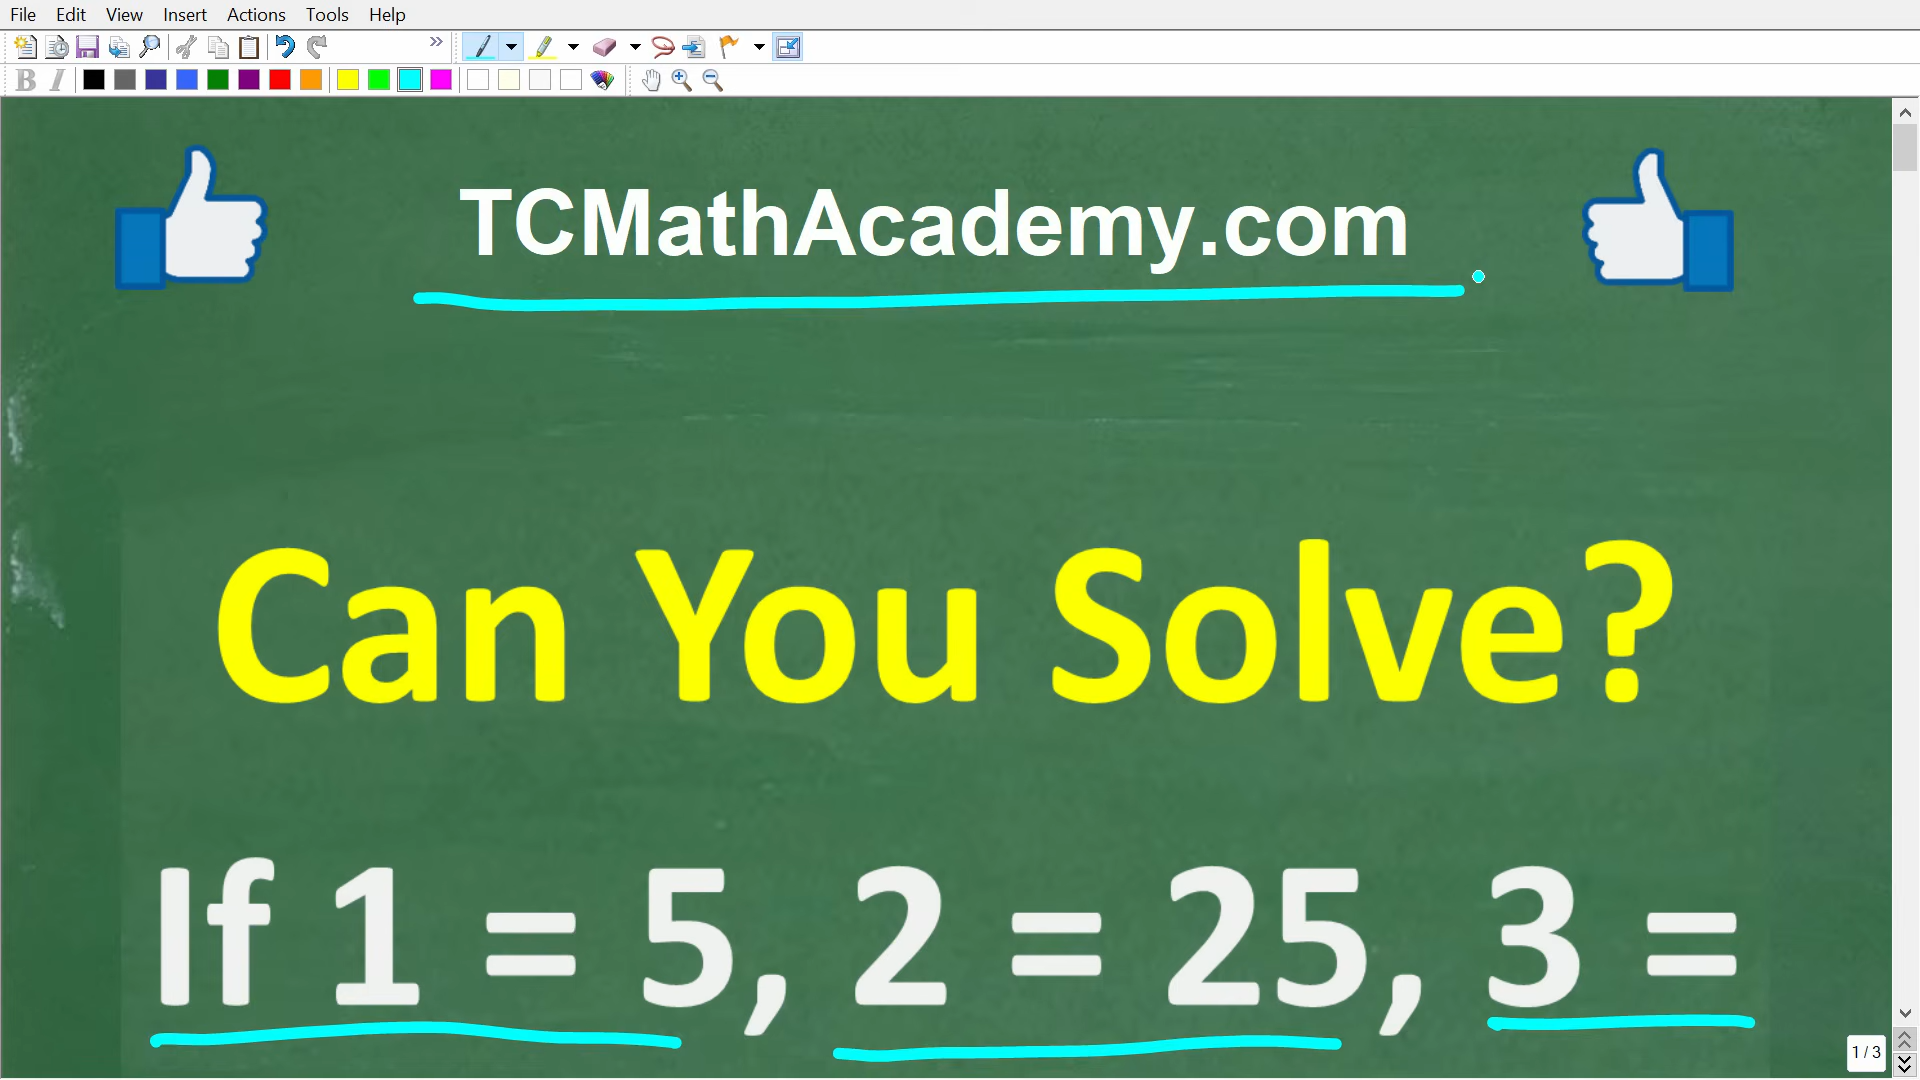 File Edit View Insert Actions Tools Help
B I
TCMathAcademy.com
Can You Solve?
If 1 = 5, 2 = 25, 3 =
1 / 3